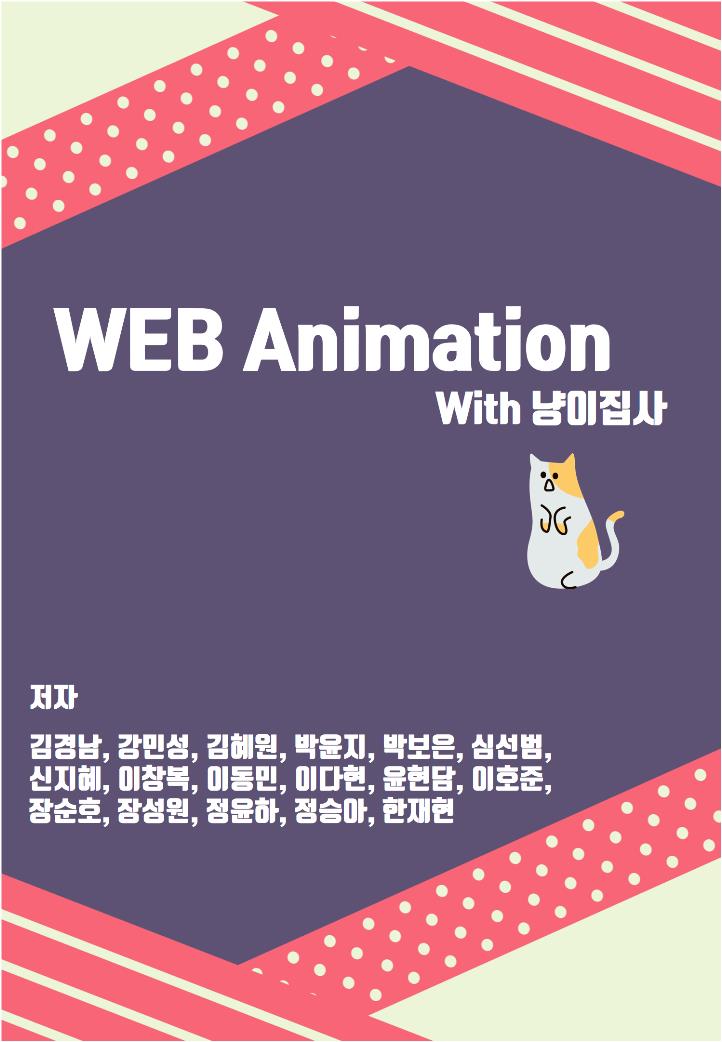 WEB Animation
With 냥이집사
저자
김경남, 강민성, 김혜원, 박윤지, 박보은, 심선범,
신지혜, 이창복, 이동민, 이다현, 윤현담, 이호준,
장순호, 장성원, 정윤하, 정승아, 한재현